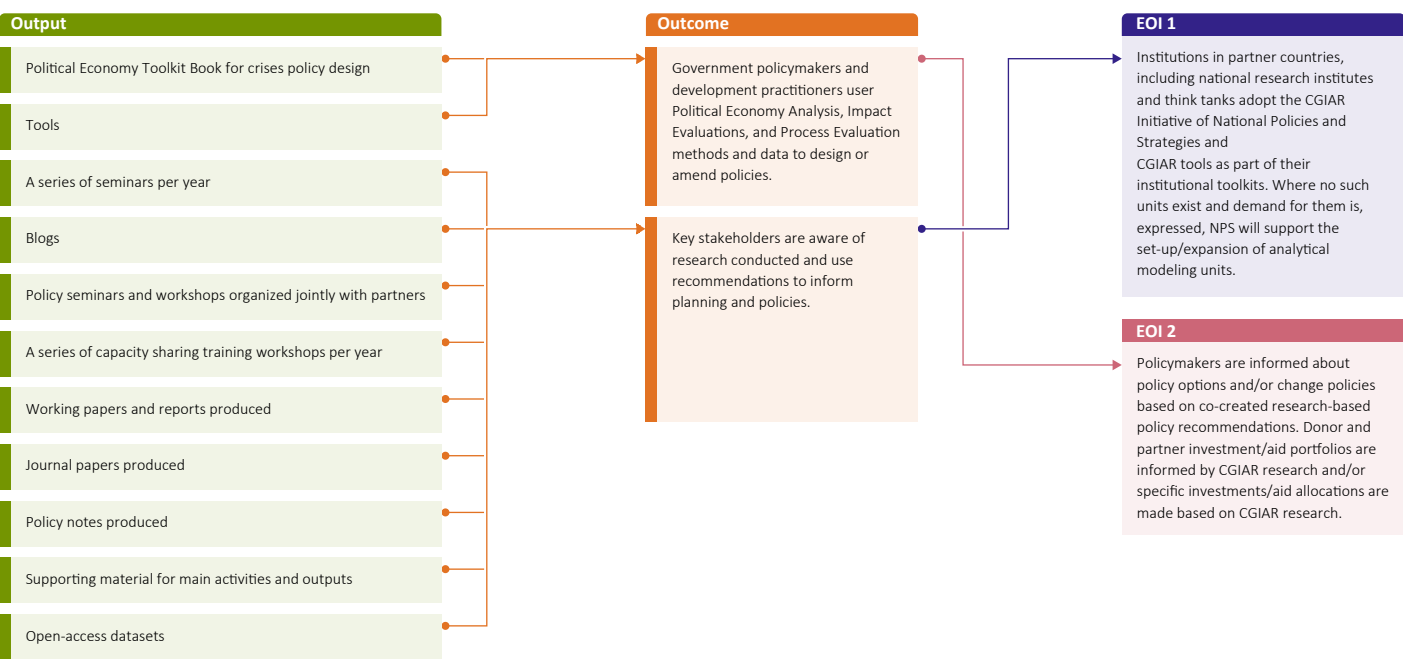 Output
Political Economy Toolkit Book for crises policy design
Tools
A series of seminars per year
Blogs
Policy seminars and workshops organized jointly with partners
A series of capacity sharing training workshops per year
Working papers and reports produced
Journal papers produced
Policy notes produced
Supporting material for main activities and outputs
Open-access datasets
Outcome
Government policymakers and
development practitioners user
Political Economy Analysis, Impact
Evaluations, and Process Evaluation
methods and data to design or
amend policies.
Key stakeholders are aware of
research conducted and use
recommendations to inform
planning and policies.
EOI 1
Institutions in partner countries,
including national research institutes
and think tanks adopt the CGIAR
Initiative of National Policies and
Strategies and
CGIAR tools as part of their
institutional toolkits. Where no such
units exist and demand for them is,
expressed, NPS will support the
set-up/expansion of analytical
modeling units.
EOI 2
Policymakers are informed about
policy options and/or change policies
based on co-created research-based
policy recommendations. Donor and
partner investment/aid portfolios are
informed by CGIAR research and/or
specific investments/aid allocations are
made based on CGIAR research.